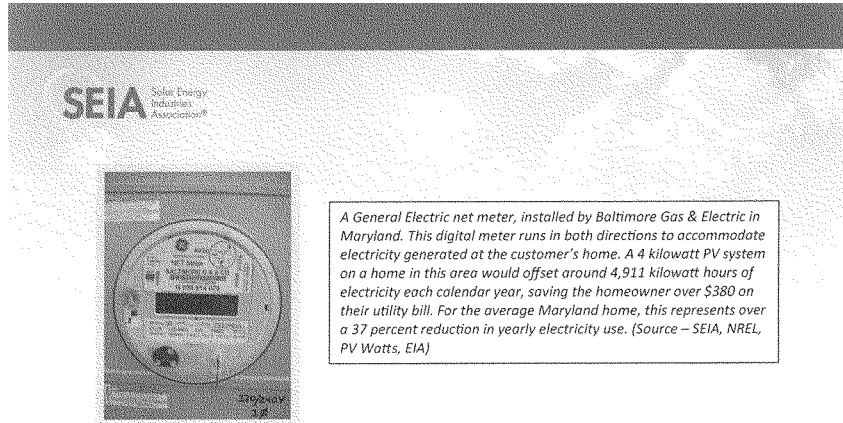 SEIA
Solar Energy
Industries
Association®
NET
BALTIMORE G & E CO
120/240V
A General Electric net meter, installed by Baltimore Gas & Electric in
Maryland. This digital meter runs in both directions to accommodate
electricity generated at the customer's home. A 4 kilowatt PV system
on a home in this area would offset around 4,911 kilowatt hours of
electricity each calendar year, saving the homeowner over $380 on
their utility bill. For the average Maryland home, this represents over
a 37 percent reduction in yearly electricity use. (Source – SEIA, NREL,
PV Watts, EIA)